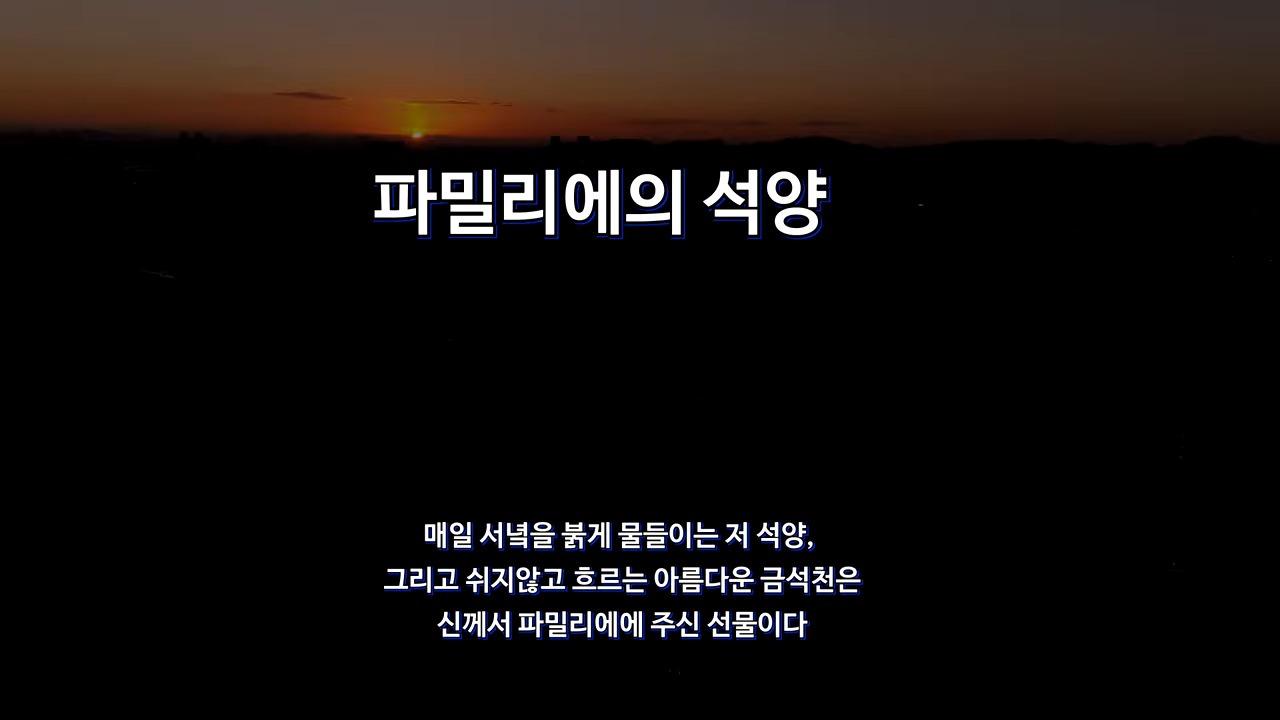 파밀리에의 석양
매일 서녘을 붉게 물들이는 저 석양,
그리고 쉬지않고 흐르는 아름다운 금석천은
신께서 파밀리에에 주신 선물이다